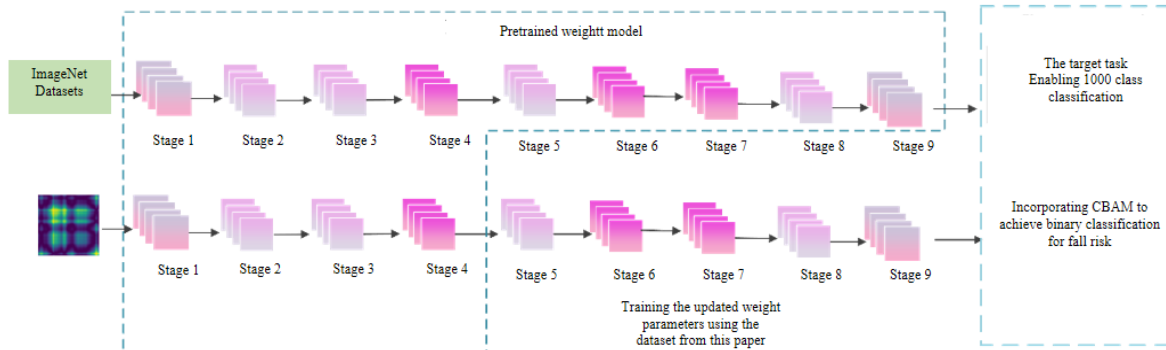 Pretrained weightt model
ImageNet
Datasets
The target task
Enabling 1000 class
classification
Stage 1
Stage 2
Stage 3
Stage 4
Stage 5
Stage 6
Stage 7
Stage 8
Stage 9
Incorporating CBAM to
achieve binary classification
for fall risk
Stage 1
Stage 2
Stage 3
Stage 4
Stage 5
Stage 6
Stage 7
Stage 8
Stage 9
Training the updated weight
parameters using the
dataset from this paper